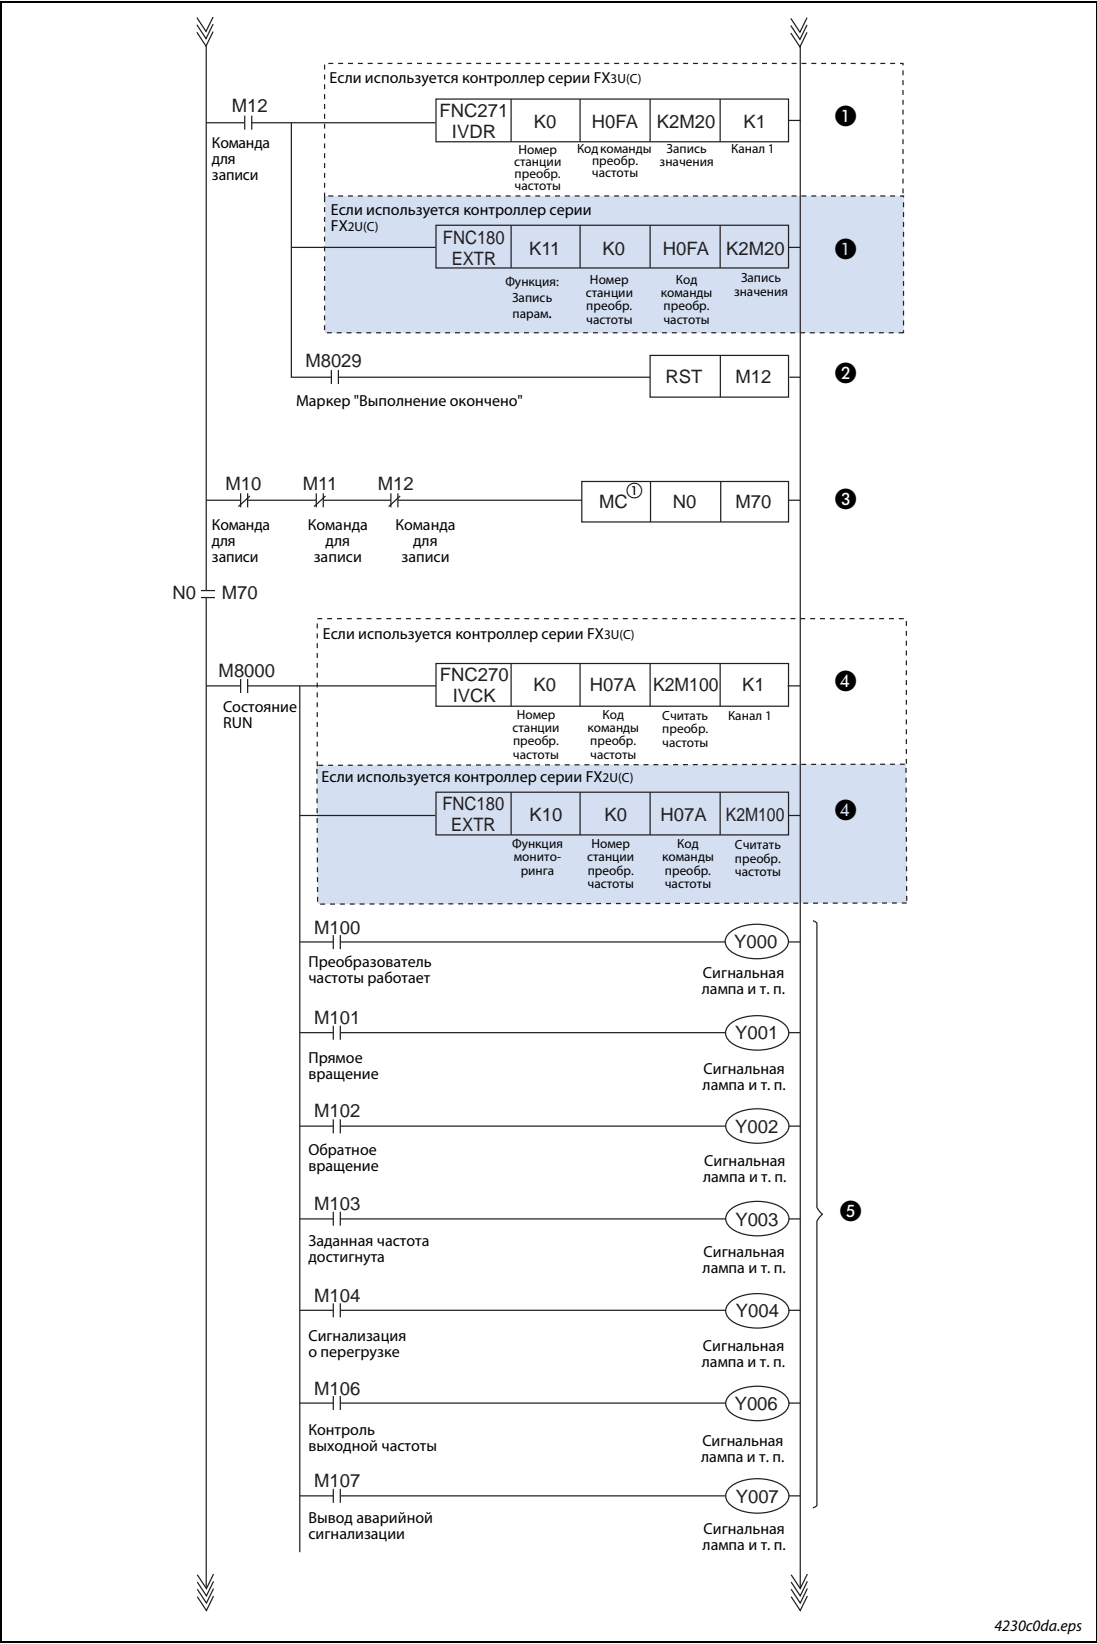 Если используется контроллер серии FX3U(C)
M12
Команда
для
записи
FNC271
IVDR
K0
H0FA
K2M20
K1
❶
Номер
станции
преобр.
частоты
Код команды
преобр.
частоты
Запись
значения
Канал 1
Если используется контроллер серии
FX2U(C)
FNC180
EXTR
K11
K0
H0FA
K2M20
❶
Функция:
Запись
парам.
Номер
станции
преобр.
частоты
Код
команды
преобр.
частоты
Запись
значения
M8029
Маркер "Выполнение окончено"
RST
M12
❷
M10
Команда
для
записи
M11
Команда
для
записи
M12
Команда
для
записи
MC①
N0
M70
❸
N0
M70
Если используется контроллер серии FX3U(C)
M8000
Состояние
RUN
FNC270
IVCK
K0
H07A
K2M100
K1
❹
Номер
станции
преобр.
частоты
Код
команды
преобр.
частоты
Считать
преобр.
частоты
Канал 1
Если используется контроллер серии FX2U(C)
FNC180
EXTR
K10
K0
H07A
K2M100
❹
Функция
монито-
ринга
Номер
станции
преобр.
частоты
Код
команды
преобр.
частоты
Считать
преобр.
частоты
M100
Преобразователь
частоты работает
Y000
Сигнальная
лампа и т. п.
M101
Прямое
вращение
Y001
Сигнальная
лампа и т. п.
M102
Обратное
вращение
Y002
Сигнальная
лампа и т. п.
M103
Заданная частота
достигнута
Y003
Сигнальная
лампа и т. п.
❺
M104
Сигнализация
о перегрузке
Y004
Сигнальная
лампа и т. п.
M106
Контроль
выходной частоты
Y006
Сигнальная
лампа и т. п.
M107
Вывод аварийной
сигнализации
Y007
Сигнальная
лампа и т. п.
4230c0da.eps